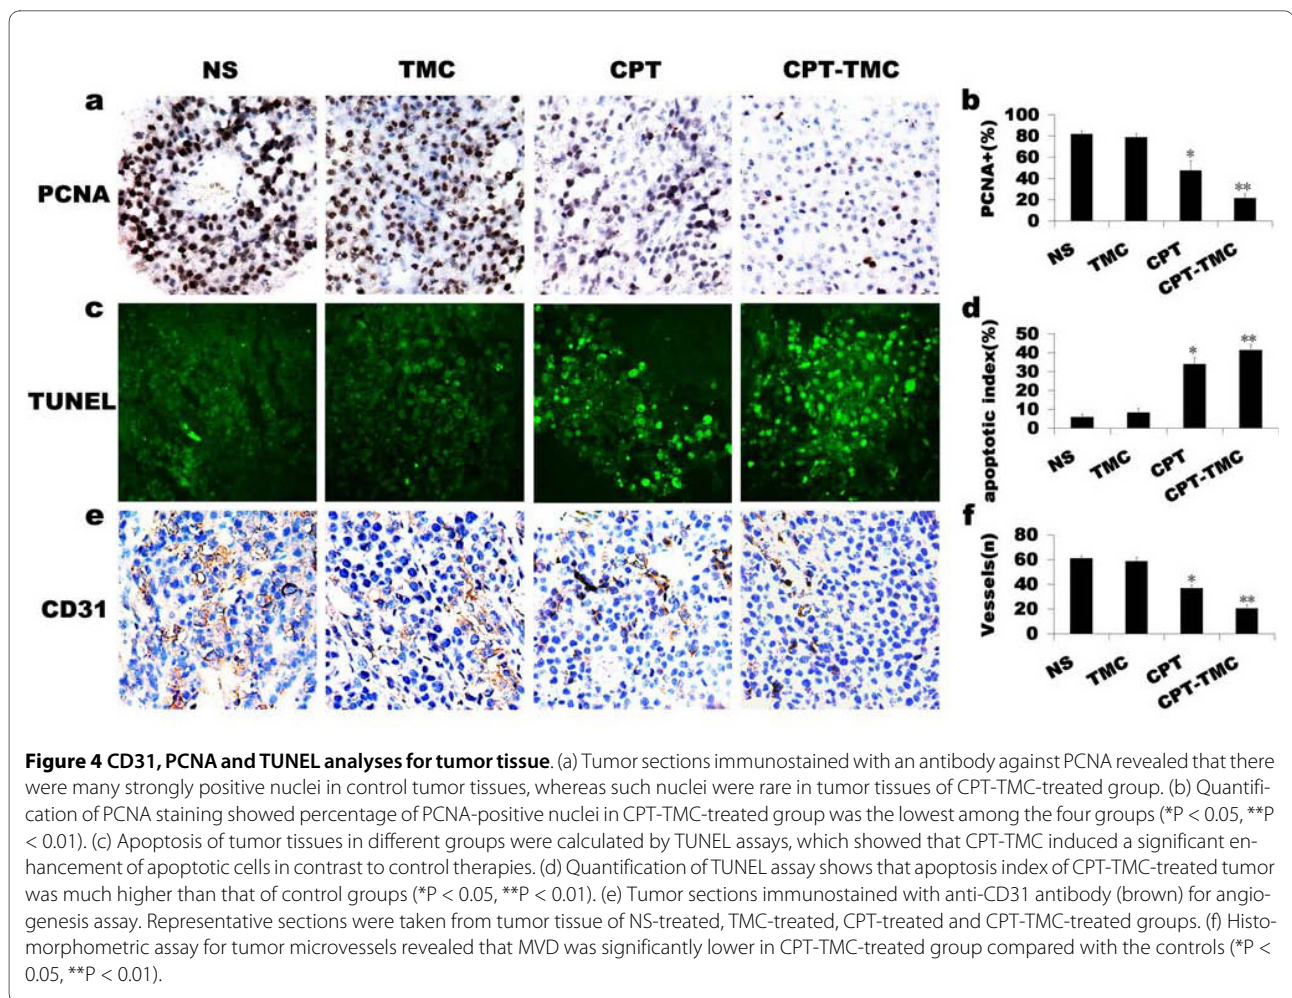 NS TMC CPT CPT-TMC
a
PCNA
b
PCNA+(%)
100
80
60
40
20
0
*
**
NS TMC CPT CPT-TMC
c
TUNEL
d
apoptotic index(%)
50
40
30
20
10
0
*
**
NS TMC CPT CPT-TMC
e
CD31
f
Vessels(n)
80
60
40
20
0
*
**
NS TMC CPT CPT-TMC
Figure 4 CD31, PCNA and TUNEL analyses for tumor tissue. (a) Tumor sections immunostained with an antibody against PCNA revealed that there
were many strongly positive nuclei in control tumor tissues, whereas such nuclei were rare in tumor tissues of CPT-TMC-treated group. (b) Quantifi-
cation of PCNA staining showed percentage of PCNA-positive nuclei in CPT-TMC-treated group was the lowest among the four groups (*P < 0.05, **P
< 0.01). (c) Apoptosis of tumor tissues in different groups were calculated by TUNEL assays, which showed that CPT-TMC induced a significant en-
hancement of apoptotic cells in contrast to control therapies. (d) Quantification of TUNEL assay shows that apoptosis index of CPT-TMC-treated tumor
was much higher than that of control groups (*P < 0.05, **P < 0.01). (e) Tumor sections immunostained with anti-CD31 antibody (brown) for angio-
genesis assay. Representative sections were taken from tumor tissue of NS-treated, TMC-treated, CPT-treated and CPT-TMC-treated groups. (f) Histo-
morphometric assay for tumor microvessels revealed that MVD was significantly lower in CPT-TMC-treated group compared with the controls (*P <
0.05, **P < 0.01).